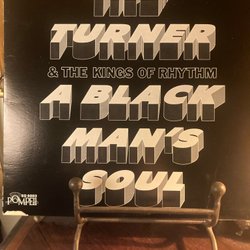 TURNER
& THE KINGS OF RHYTHM
A BLACK
MAN'S
SOUL
POMPEII